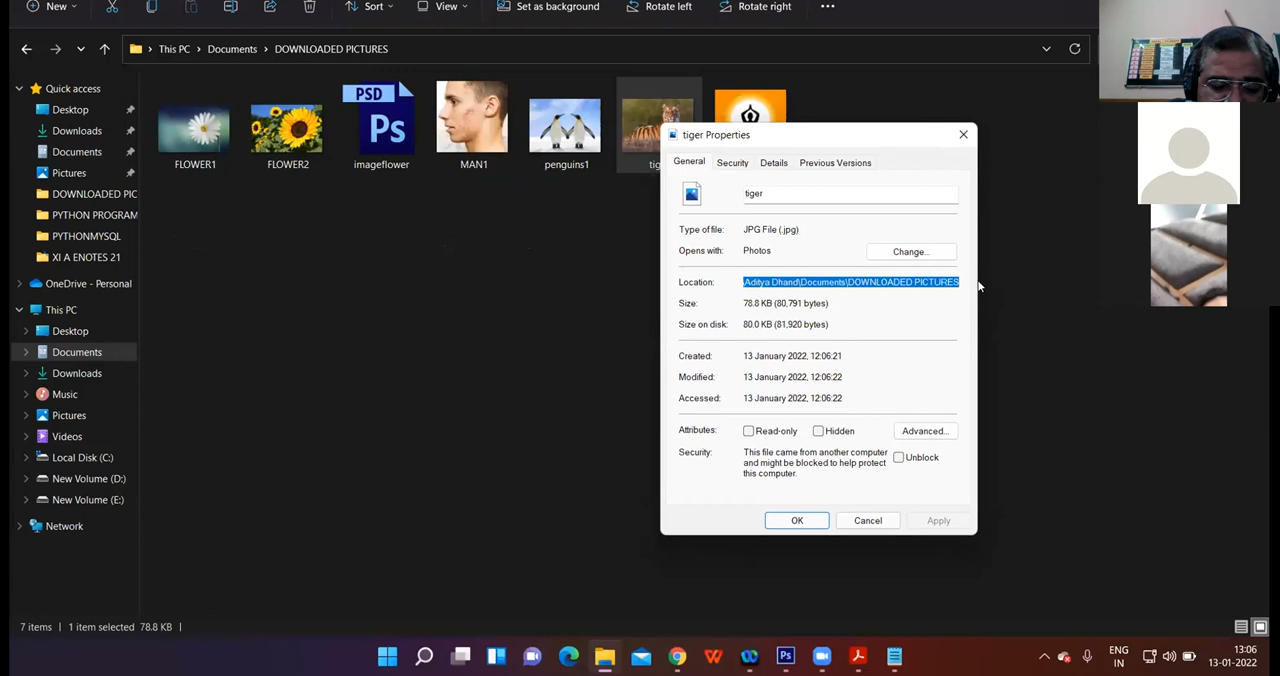 New
Sort
View
Set as background
Rotate left
Rotate right
This PC > Documents > DOWNLOADED PICTURES
Quick access
Desktop
Downloads
Documents
Pictures
DOWNLOADED PIC
PYTHON PROGRAM
PYTHONMYSQL
XI A ENOTES 21
OneDrive - Personal
This PC
Desktop
Documents
Downloads
Music
Pictures
Videos
Local Disk (C:)
New Volume (D:)
New Volume (E:)
Network
PSD
Ps
FLOWER1
FLOWER2
imageflower
MAN1
penguins1
tig
tiger Properties
General
Security
Details
Previous Versions
tiger
Type of file: JPG File (.jpg)
Opens with: Photos
Change...
Location: \Aditya Dhand\Documents\DOWNLOADED PICTURES
Size: 78.8 KB (80,791 bytes)
Size on disk: 80.0 KB (81,920 bytes)
Created: 13 January 2022, 12:06:21
Modified: 13 January 2022, 12:06:22
Accessed: 13 January 2022, 12:06:22
Attributes: Read-only Hidden Advanced...
Security: This file came from another computer
and might be blocked to help protect
this computer.
Unblock
OK
Cancel
Apply
7 items | 1 item selected 78.8 KB |
W
Ps
ENG
IN
13:06
13-01-2022